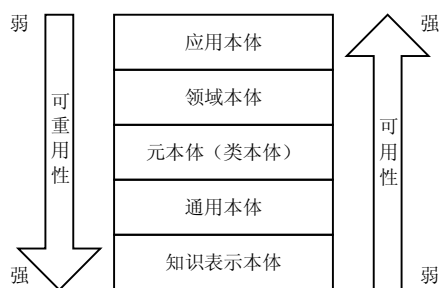 弱
强
应用本体
领域本体
元本体（类本体）
通用本体
知识表示本体
可重用性
可用性
强
弱